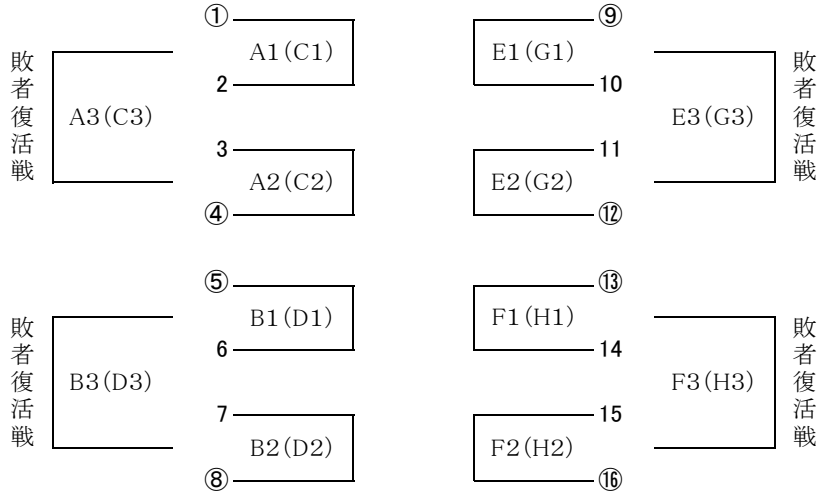 ① ⑨
A1(C1) E1(G1)
2 10
敗者復活戦 A3(C3) E3(G3) 敗者復活戦
3 11
A2(C2) E2(G2)
④ ⑫
⑤ ⑬
B1(D1) F1(H1)
6 14
敗者復活戦 B3(D3) F3(H3) 敗者復活戦
7 15
B2(D2) F2(H2)
⑧ ⑯